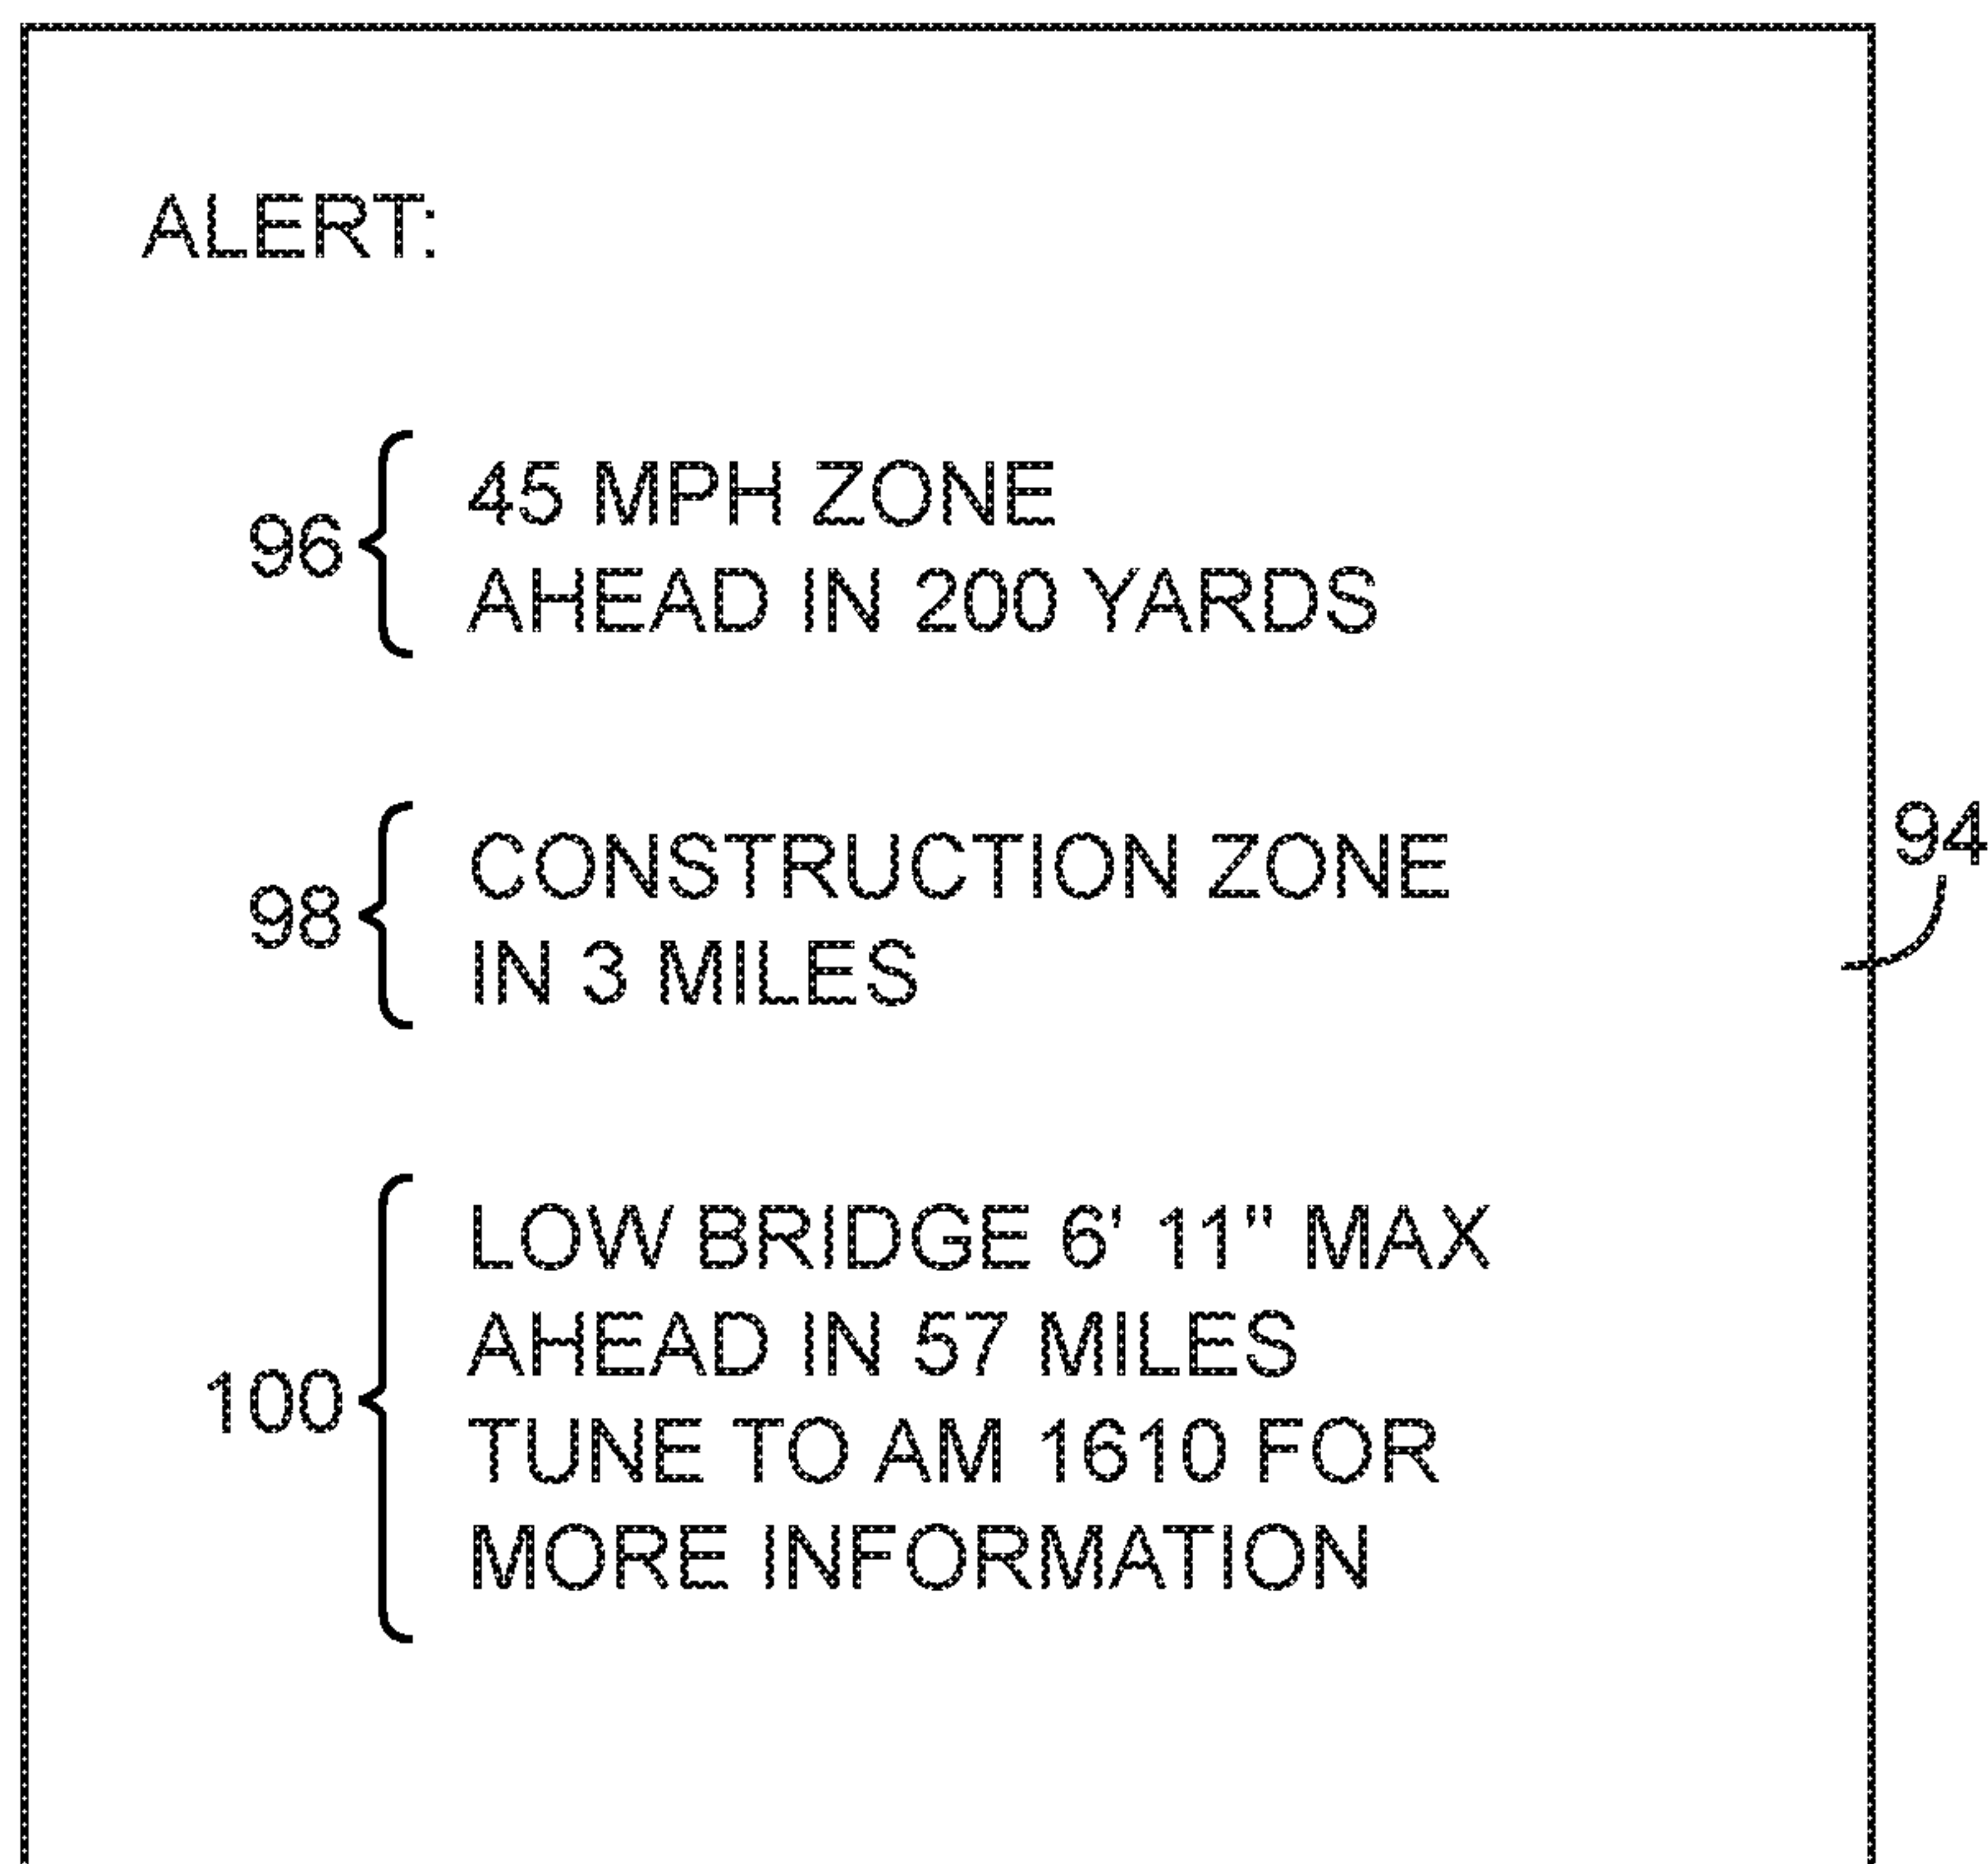 ALERT:
96
45 MPH ZONE
AHEAD IN 200 YARDS
98
CONSTRUCTION ZONE
IN 3 MILES
94
100
LOW BRIDGE 6' 11" MAX
AHEAD IN 57 MILES
TUNE TO AM 1610 FOR
MORE INFORMATION